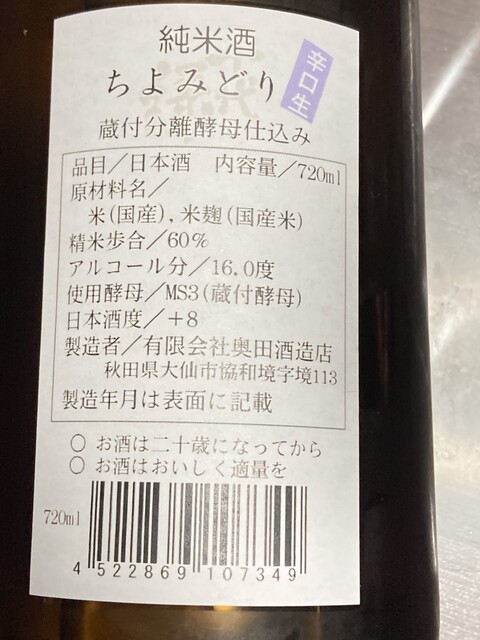 純米酒
ちよみどり
辛口生
蔵付分離酵母仕込み
品目／日本酒　内容量／720ml
原材料名／
米(国産)，米麹(国産米)
精米歩合／60%
アルコール分／16.0度
使用酵母／MS3(蔵付酵母)
日本酒度／＋8
製造者／有限会社奥田酒造店
秋田県大仙市協和境字境113
製造年月は表面に記載
○ お酒は二十歳になってから
○ お酒はおいしく適量を
720ml
4 522869 107349